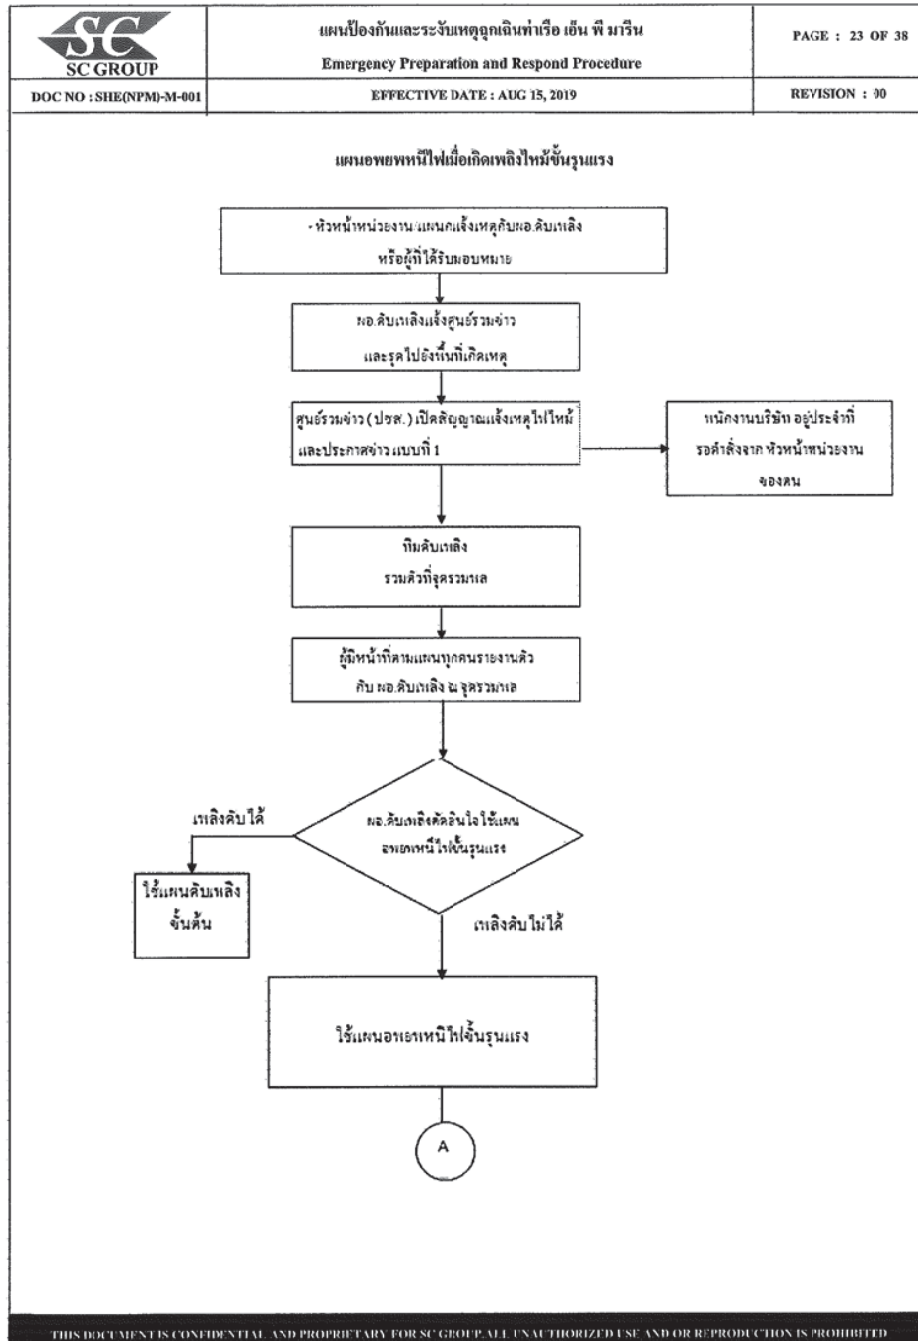 SC
SC GROUP
แผนป้องกันและระงับเหตุฉุกเฉินท่าเรือ เอ็น พี มารีน
Emergency Preparation and Respond Procedure
PAGE : 23 OF 38
DOC NO : SHE(NPM)-M-001
EFFECTIVE DATE : AUG 15, 2019
REVISION : 00
แผนอพยพหนีไฟเมื่อเกิดเพลิงไหม้ขั้นรุนแรง
- หัวหน้าหน่วยงาน/แผนกแจ้งเหตุกับผอ.ดับเพลิง
หรือผู้ที่ได้รับมอบหมาย
ผอ.ดับเพลิงแจ้งศูนย์รวมข่าว
และรุดไปยังพื้นที่เกิดเหตุ
ศูนย์รวมข่าว (ปชส.) เปิดสัญญาณแจ้งเหตุไฟไหม้
และประกาศข่าว แบบที่ 1
พนักงานบริษัท อยู่ประจำที่
รอคำสั่งจาก หัวหน้าหน่วยงาน
ของตน
ทีมดับเพลิง
รวมตัวที่จุดรวมพล
ผู้มีหน้าที่ตามแผนทุกคนรายงานตัว
กับ ผอ.ดับเพลิง ณ จุดรวมพล
ผอ.ดับเพลิงตัดสินใจ ใช้แผน
อพยพหนีไฟขั้นรุนแรง
เพลิงดับได้
ใช้แผนดับเพลิง
ขั้นต้น
เพลิงดับไม่ได้
ใช้แผนอพยพหนีไฟขั้นรุนแรง
A
THIS DOCUMENT IS CONFIDENTIAL AND PROPRIETARY FOR SC GROUP. ALL UNAUTHORIZED USE AND OR REPRODUCTION IS PROHIBITED